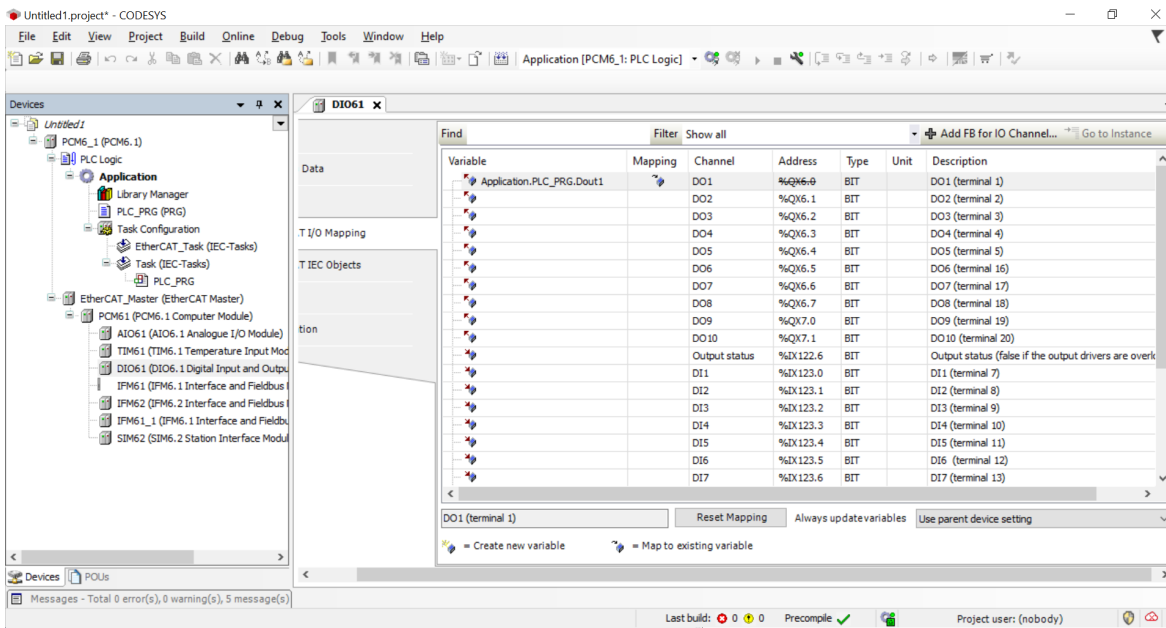 Untitled1.project* - CODESYS
File Edit View Project Build Online Debug Tools Window Help
Application [PCM6_1: PLC Logic]
Devices
DIO61
Untitled1
PCM6_1 (PCM6.1)
PLC Logic
Application
Library Manager
PLC_PRG (PRG)
Task Configuration
EtherCAT_Task (IEC-Tasks)
Task (IEC-Tasks)
PLC_PRG
EtherCAT_Master (EtherCAT Master)
PCM61 (PCM6.1 Computer Module)
AIO61 (AIO6.1 Analogue I/O Module)
TIM61 (TIM6.1 Temperature Input Mod
DIO61 (DIO6.1 Digital Input and Outpu
IFM61 (IFM6.1 Interface and Fieldbus I
IFM62 (IFM6.2 Interface and Fieldbus I
IFM61_1 (IFM6.1 Interface and Fieldbu
SIM62 (SIM6.2 Station Interface Modul
Devices POUs
Data
.T I/O Mapping
.T IEC Objects
tion
Find Filter Show all Add FB for IO Channel... Go to Instance
Variable Mapping Channel Address Type Unit Description
Application.PLC_PRG.Dout1 DO1 %QX6.0 BIT DO1 (terminal 1)
DO2 %QX6.1 BIT DO2 (terminal 2)
DO3 %QX6.2 BIT DO3 (terminal 3)
DO4 %QX6.3 BIT DO4 (terminal 4)
DO5 %QX6.4 BIT DO5 (terminal 5)
DO6 %QX6.5 BIT DO6 (terminal 16)
DO7 %QX6.6 BIT DO7 (terminal 17)
DO8 %QX6.7 BIT DO8 (terminal 18)
DO9 %QX7.0 BIT DO9 (terminal 19)
DO10 %QX7.1 BIT DO10 (terminal 20)
Output status %IX122.6 BIT Output status (false if the output drivers are overlo
DI1 %IX123.0 BIT DI1 (terminal 7)
DI2 %IX123.1 BIT DI2 (terminal 8)
DI3 %IX123.2 BIT DI3 (terminal 9)
DI4 %IX123.3 BIT DI4 (terminal 10)
DI5 %IX123.4 BIT DI5 (terminal 11)
DI6 %IX123.5 BIT DI6 (terminal 12)
DI7 %IX123.6 BIT DI7 (terminal 13)
DO1 (terminal 1) Reset Mapping Always update variables Use parent device setting
= Create new variable = Map to existing variable
Messages - Total 0 error(s), 0 warning(s), 5 message(s)
Last build: 0 0 Precompile Project user: (nobody)